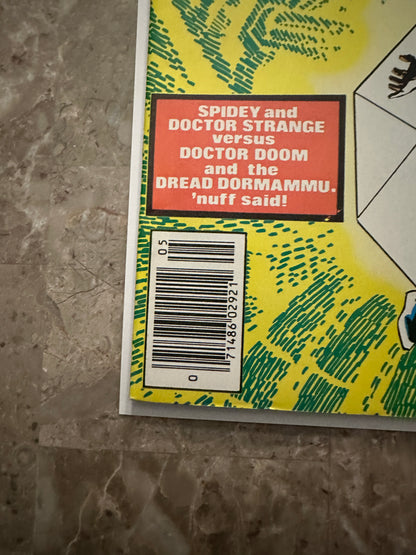 SPIDEY and
DOCTOR STRANGE
versus
DOCTOR DOOM
and the
DREAD DORMAMMU.
'nuff said!
05
0 71486 02921